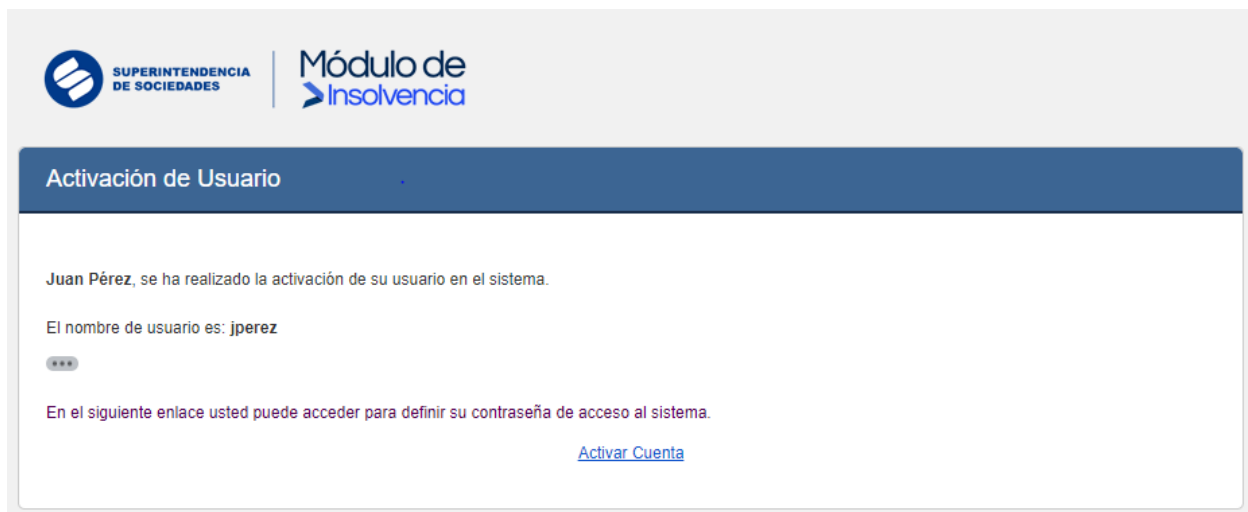 SUPERINTENDENCIA
DE SOCIEDADES
Módulo de
Insolvencia
Activación de Usuario
Juan Pérez, se ha realizado la activación de su usuario en el sistema.
El nombre de usuario es: jperez
En el siguiente enlace usted puede acceder para definir su contraseña de acceso al sistema.
Activar Cuenta